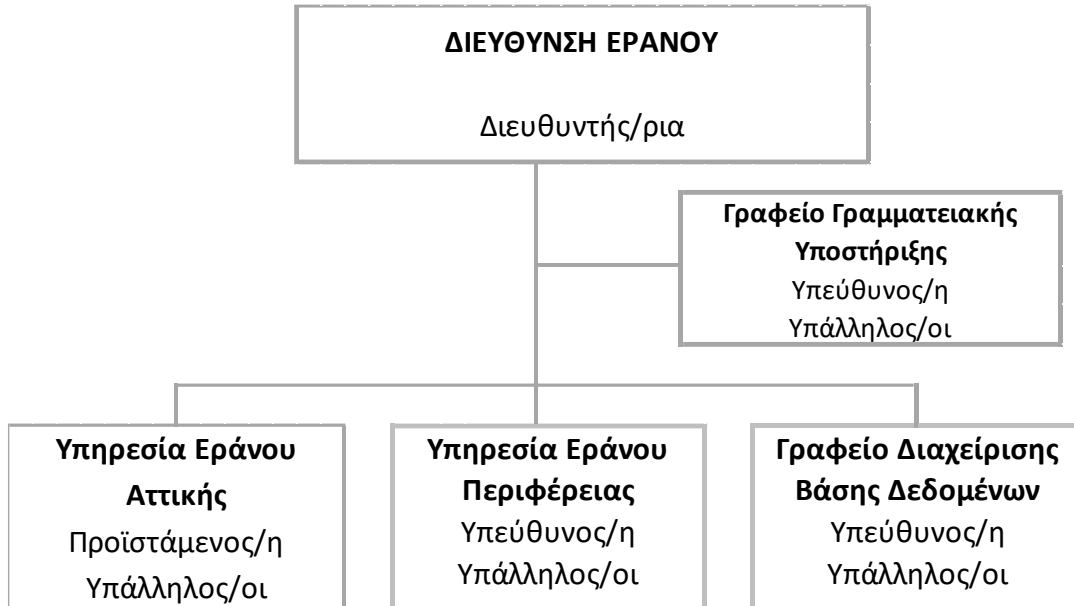 ΔΙΕΥΘΥΝΣΗ ΕΡΑΝΟΥ
Διευθυντής/ρια
Γραφείο Γραμματειακής
Υποστήριξης
Υπεύθυνος/η
Υπάλληλος/οι
Υπηρεσία Εράνου
Αττικής
Προϊστάμενος/η
Υπάλληλος/οι
Υπηρεσία Εράνου
Περιφέρειας
Υπεύθυνος/η
Υπάλληλος/οι
Γραφείο Διαχείρισης
Βάσης Δεδομένων
Υπεύθυνος/η
Υπάλληλος/οι